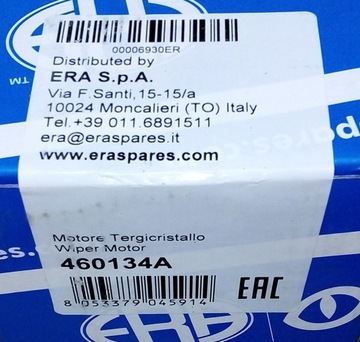 00006930ER
Distributed by
ERA S.p.A.
Via F.Santi,15-15/a
10024 Moncalieri (TO) Italy
Tel.+39 011.6891511
era@eraspares.it
www.eraspares.com
Motore Tergicristallo
Wiper Motor
460134A
8 053379 045914
EAC
ERA